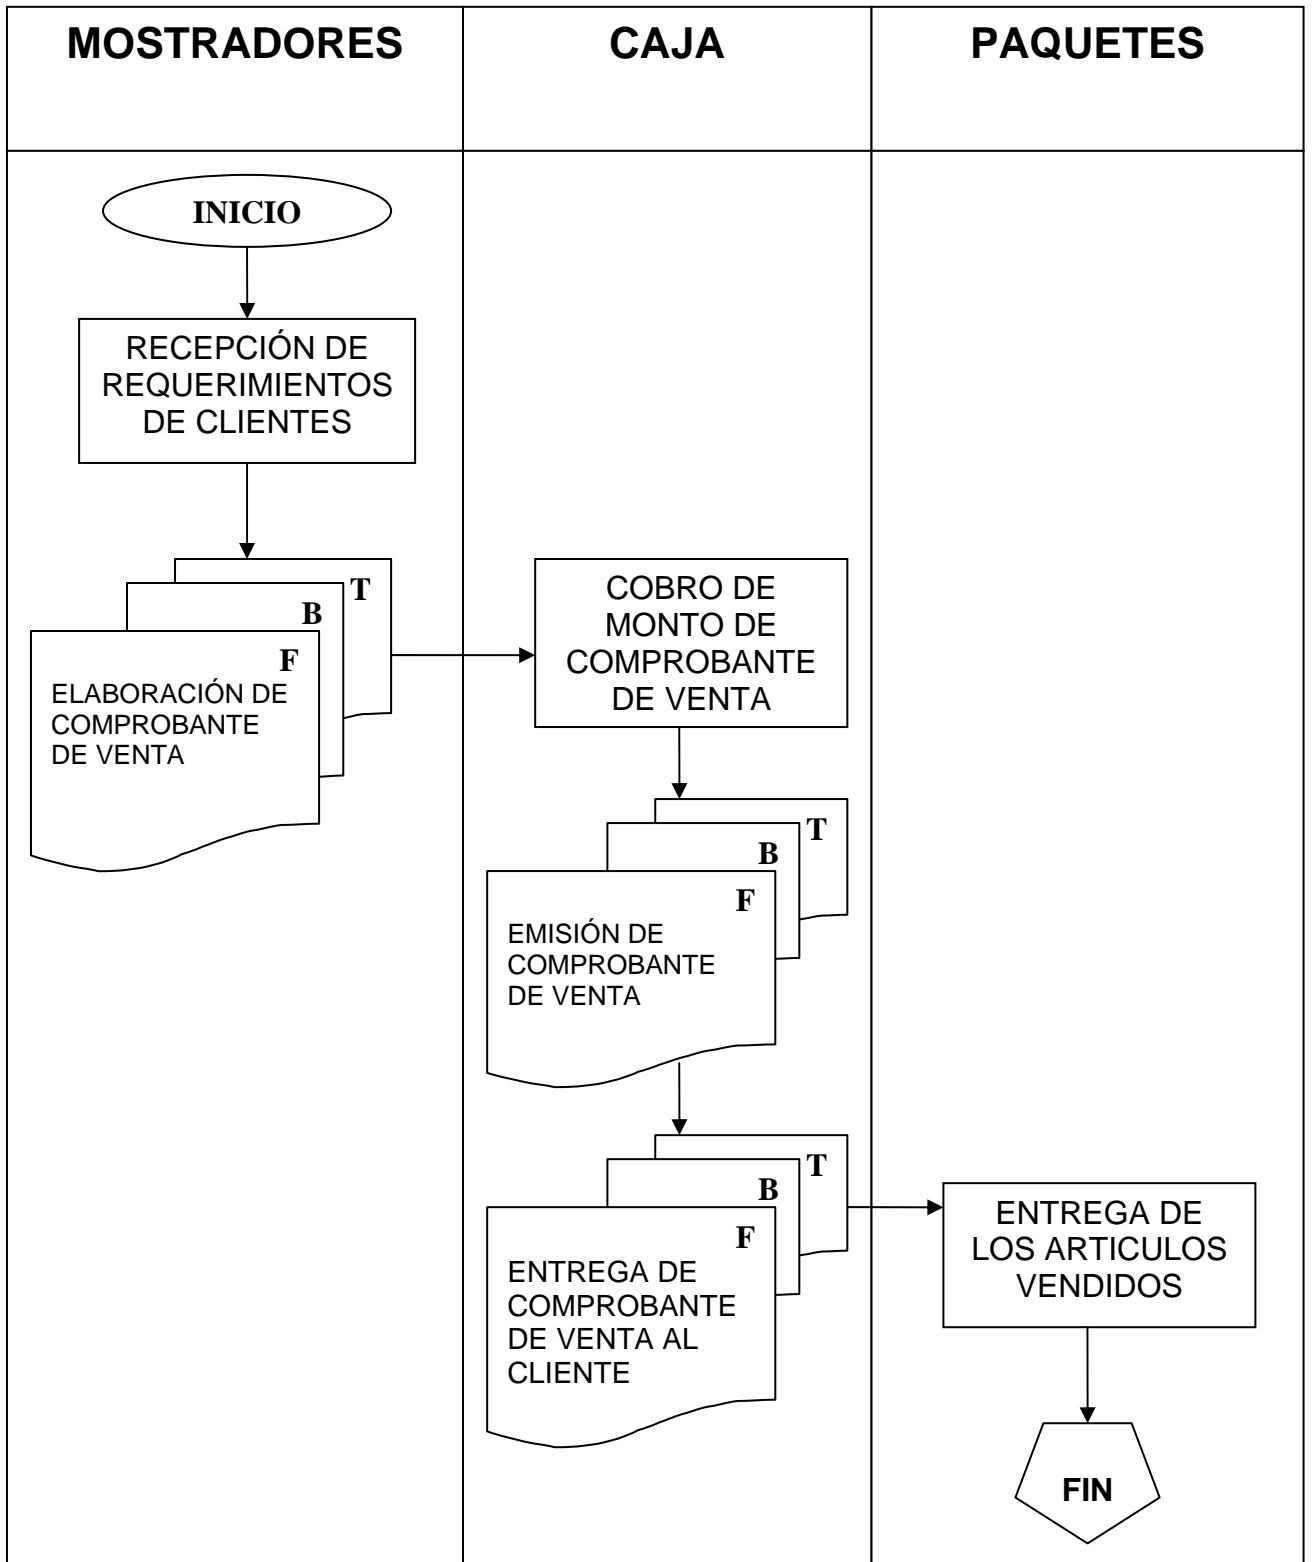 MOSTRADORES
CAJA
PAQUETES
INICIO
RECEPCIÓN DE
REQUERIMIENTOS
DE CLIENTES
T
B
F
ELABORACIÓN DE
COMPROBANTE
DE VENTA
COBRO DE
MONTO DE
COMPROBANTE
DE VENTA
T
B
F
EMISIÓN DE
COMPROBANTE
DE VENTA
T
B
F
ENTREGA DE
COMPROBANTE
DE VENTA AL
CLIENTE
ENTREGA DE
LOS ARTICULOS
VENDIDOS
FIN